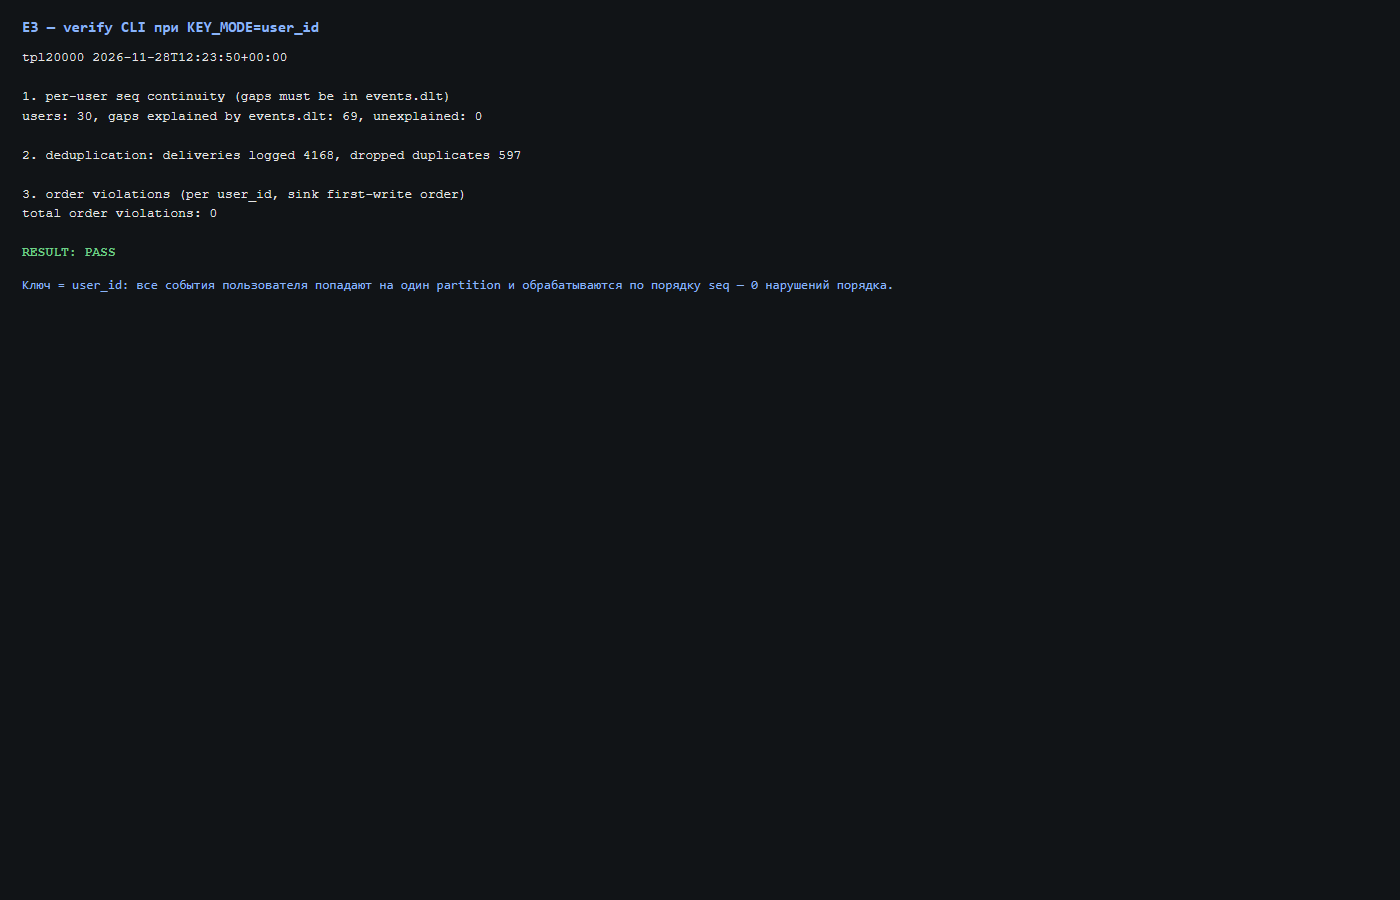 E3 — verify CLI при KEY_MODE=user_id
tpl20000 2026-11-28T12:23:50+00:00
1. per-user seq continuity (gaps must be in events.dlt)
users: 30, gaps explained by events.dlt: 69, unexplained: 0
2. deduplication: deliveries logged 4168, dropped duplicates 597
3. order violations (per user_id, sink first-write order)
total order violations: 0
RESULT: PASS
Ключ = user_id: все события пользователя попадают на один partition и обрабатываются по порядку seq — 0 нарушений порядка.